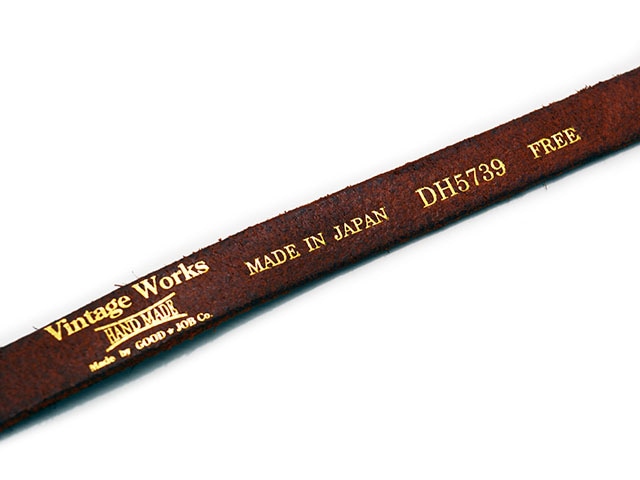 Vintage Works
HAND MADE
Made by GOOD★JOB Co.
MADE IN JAPAN
DH5739
FREE